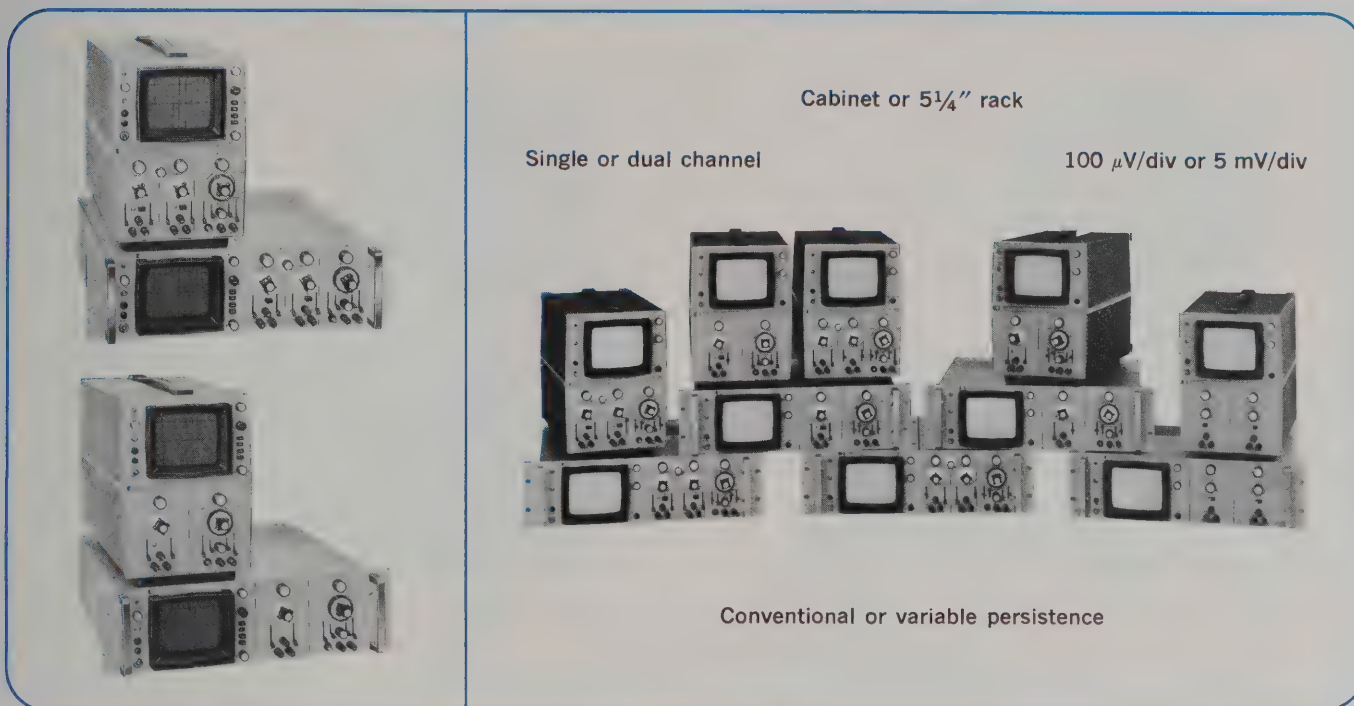 Cabinet or 5¼″ rack
Single or dual channel
100 μV/div or 5 mV/div
Conventional or variable persistence